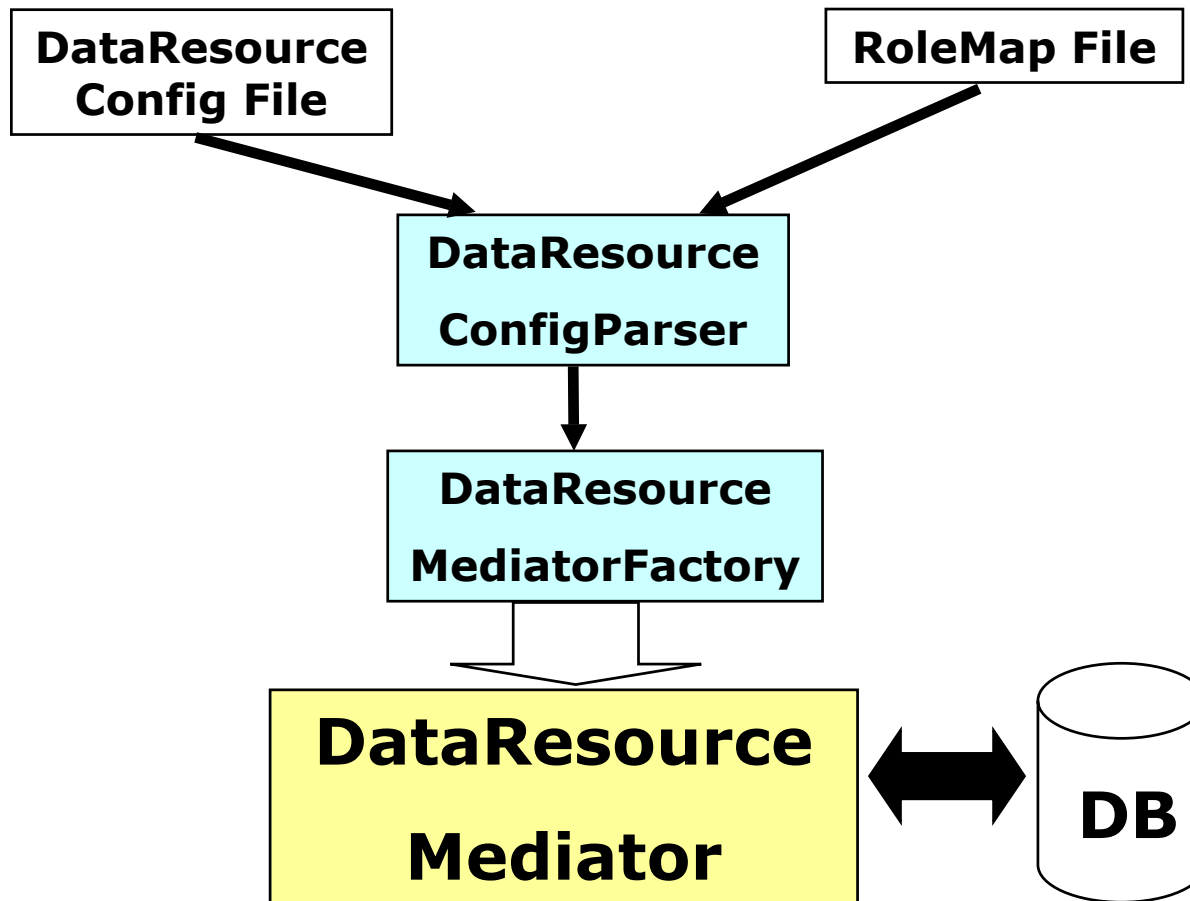 DataResource
Config File
RoleMap File
DataResource
ConfigParser
DataResource
MediatorFactory
DataResource
Mediator
DB